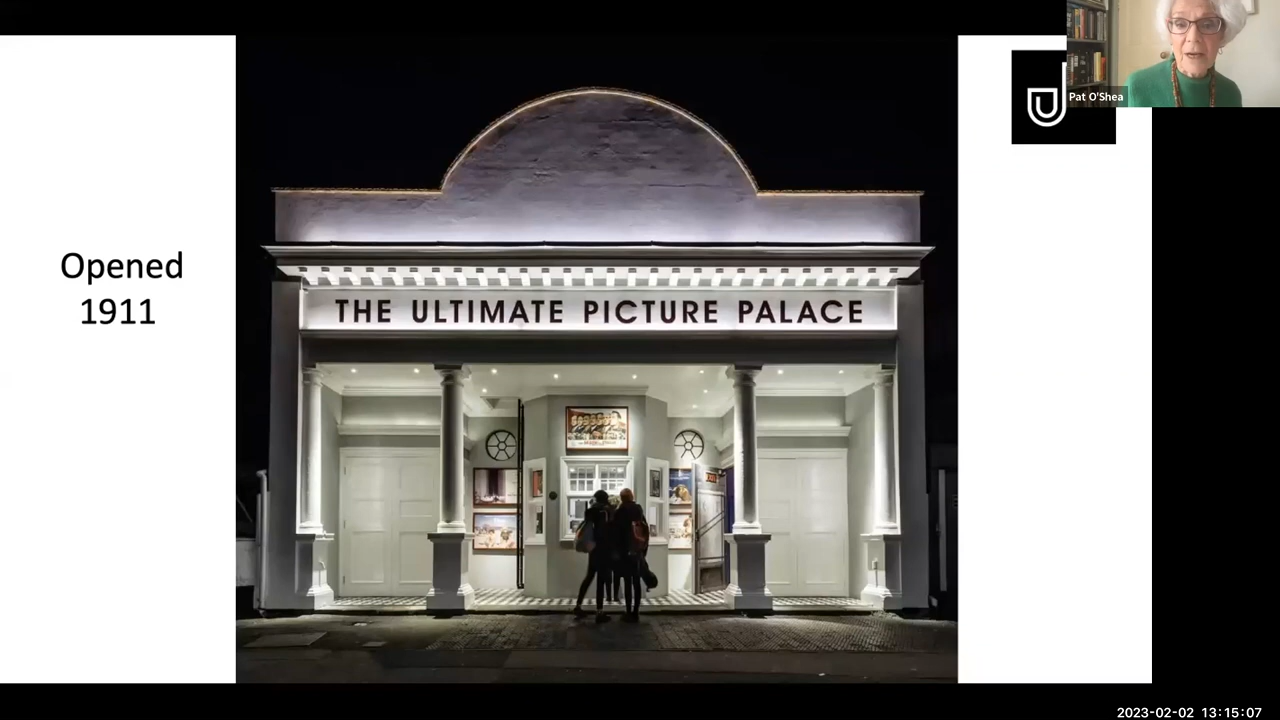 Opened
1911
THE ULTIMATE PICTURE PALACE
Pat O'Shea
2023-02-02 13:15:07